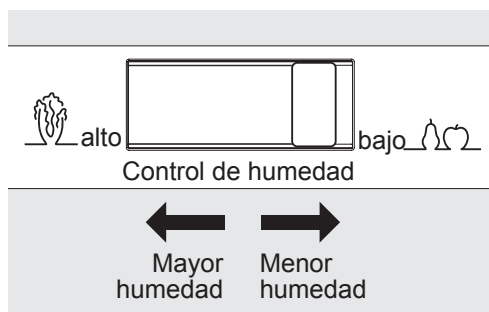 alto
bajo
Control de humedad
Mayor humedad
Menor humedad